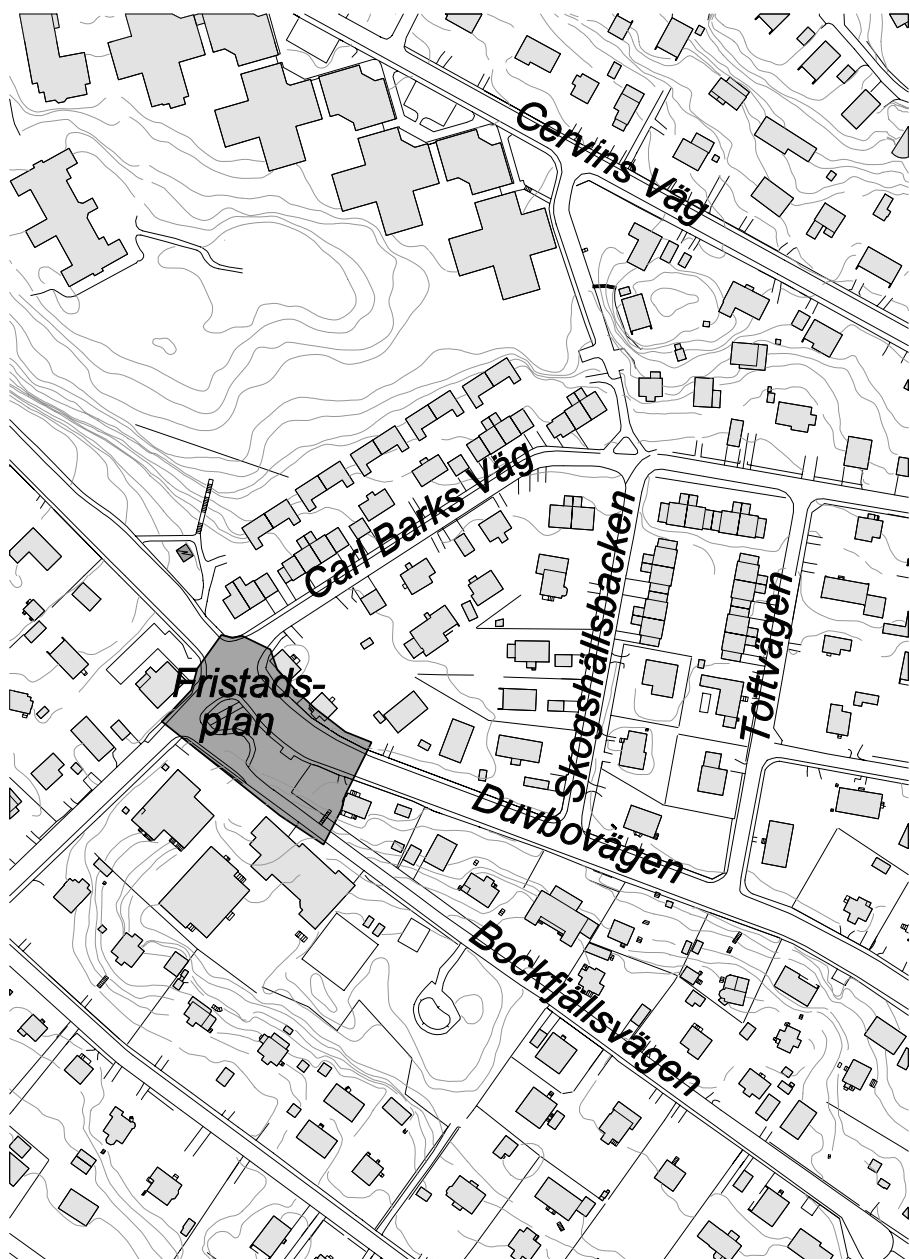 Cervins Väg
Carl Barks Väg
Skogshällsbacken
Toftvägen
Fristads-
plan
Duvbovägen
Bockfjällsvägen